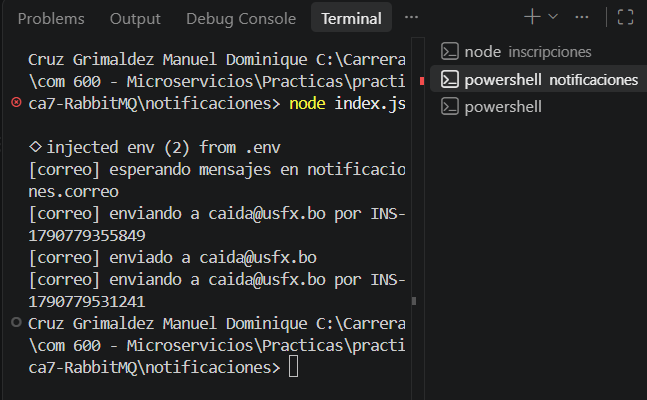 Problems Output Debug Console Terminal
Cruz Grimaldez Manuel Dominique C:\Carrera
\com 600 - Microservicios\Practicas\practi
ca7-RabbitMQ\notificaciones> node index.js
injected env (2) from .env
[correo] esperando mensajes en notificacio
nes.correo
[correo] enviando a caida@usfx.bo por INS-
1790779355849
[correo] enviado a caida@usfx.bo
[correo] enviando a caida@usfx.bo por INS-
1790779531241
Cruz Grimaldez Manuel Dominique C:\Carrera
\com 600 - Microservicios\Practicas\practi
ca7-RabbitMQ\notificaciones>
node inscripciones
powershell notificaciones
powershell